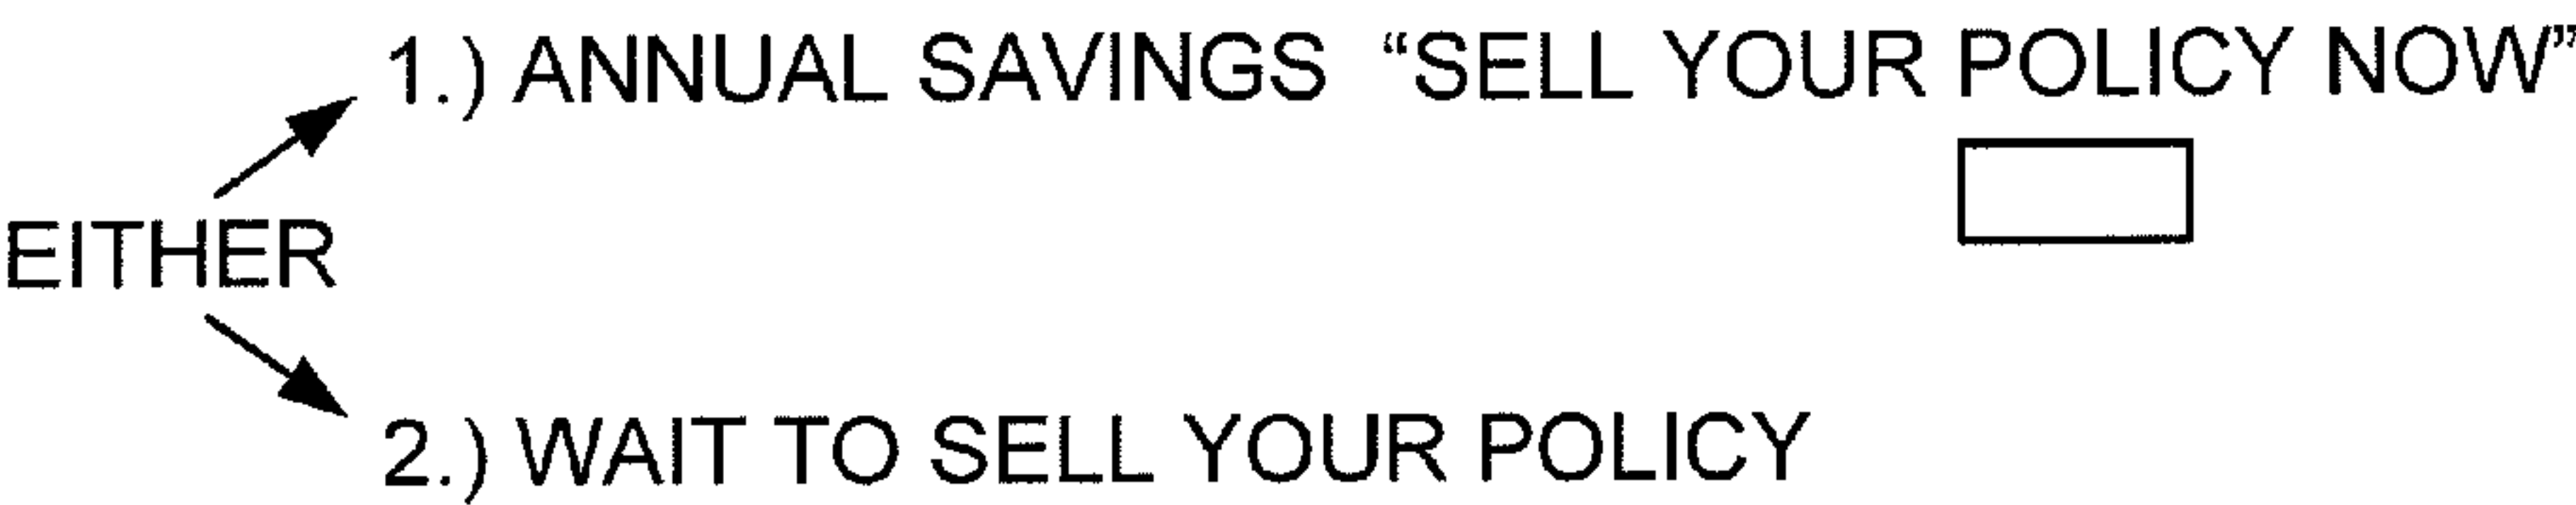 1.) ANNUAL SAVINGS “SELL YOUR POLICY NOW”
EITHER
2.) WAIT TO SELL YOUR POLICY